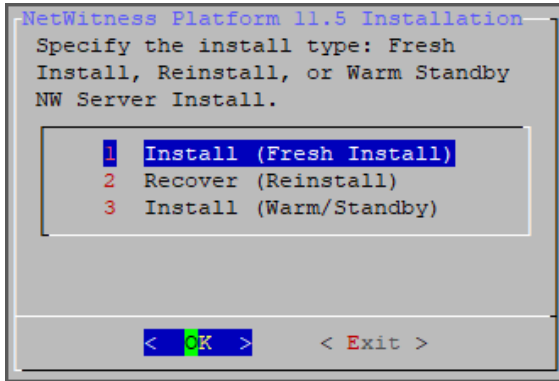 NetWitness Platform 11.5 Installation
Specify the install type: Fresh
Install, Reinstall, or Warm Standby
NW Server Install.
1 Install (Fresh Install)
2 Recover (Reinstall)
3 Install (Warm/Standby)
< OK > < Exit >